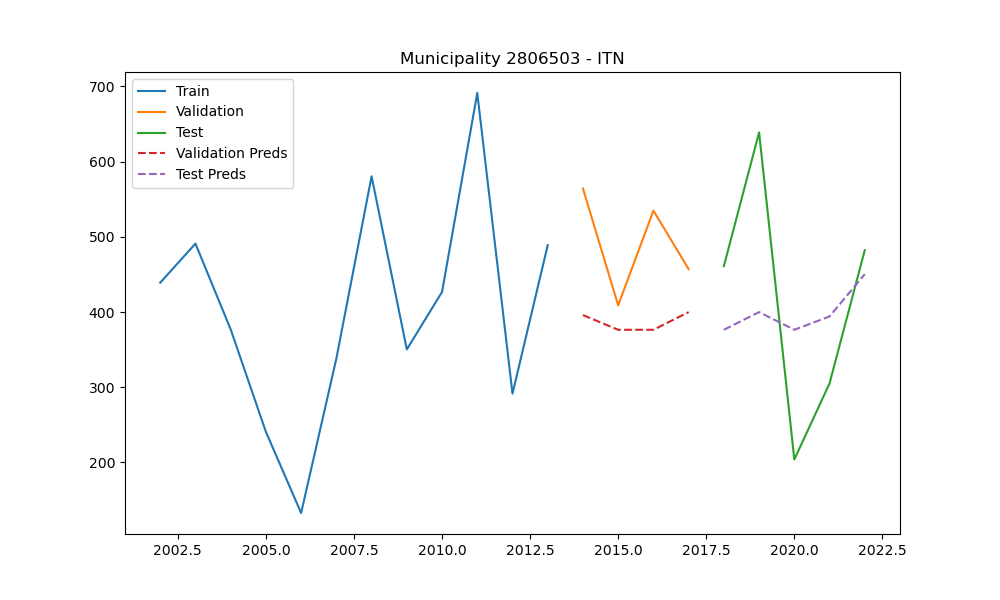 Municipality 2806503 - ITN
700
600
500
400
300
200
Train
Validation
Test
Validation Preds
Test Preds
2002.5 2005.0 2007.5 2010.0 2012.5 2015.0 2017.5 2020.0 2022.5